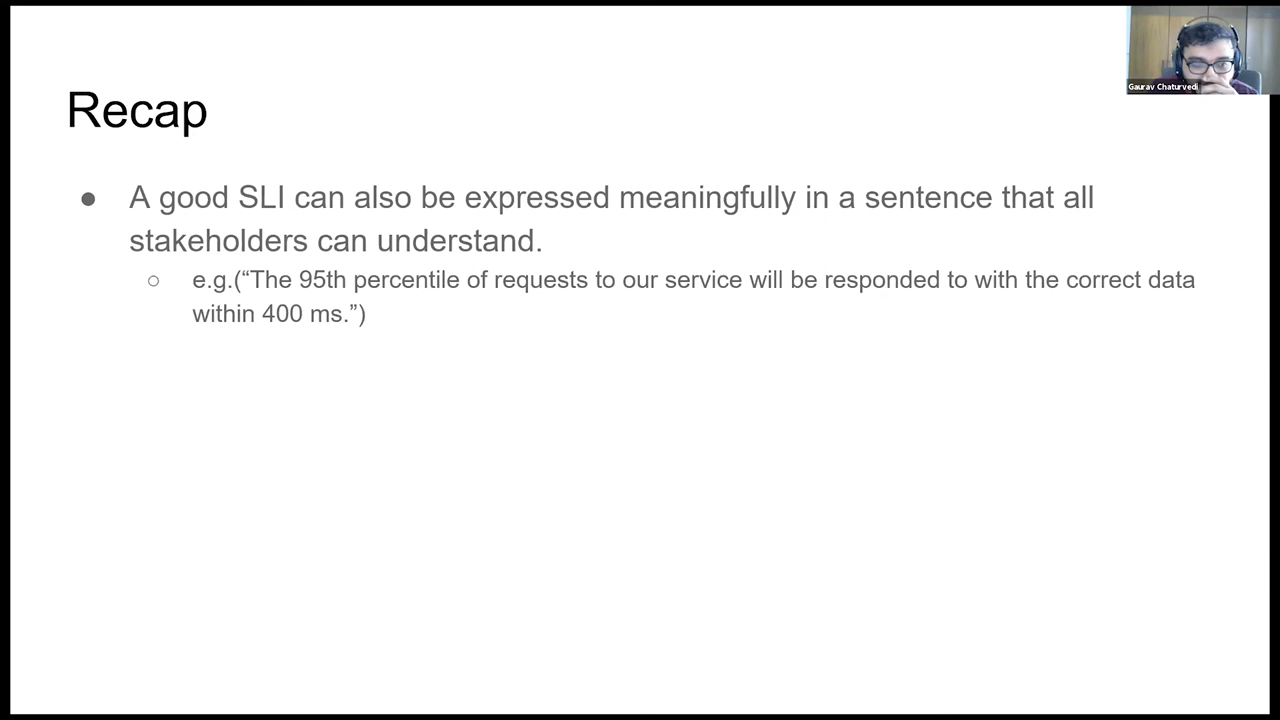 Gaurav Chaturvedi
Recap
● A good SLI can also be expressed meaningfully in a sentence that all
stakeholders can understand.
○ e.g.(“The 95th percentile of requests to our service will be responded to with the correct data
within 400 ms.”)